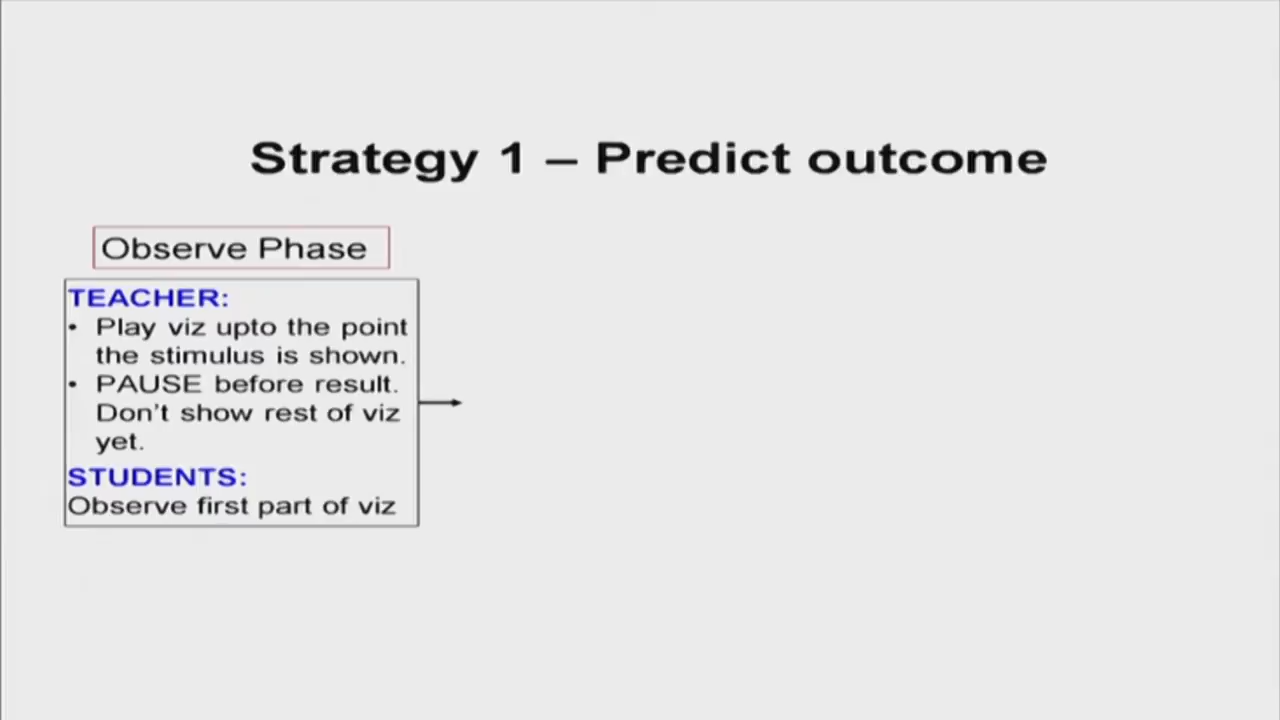 Strategy 1 – Predict outcome
Observe Phase
TEACHER:
• Play viz upto the point
the stimulus is shown.
• PAUSE before result.
Don't show rest of viz
yet.
STUDENTS:
Observe first part of viz